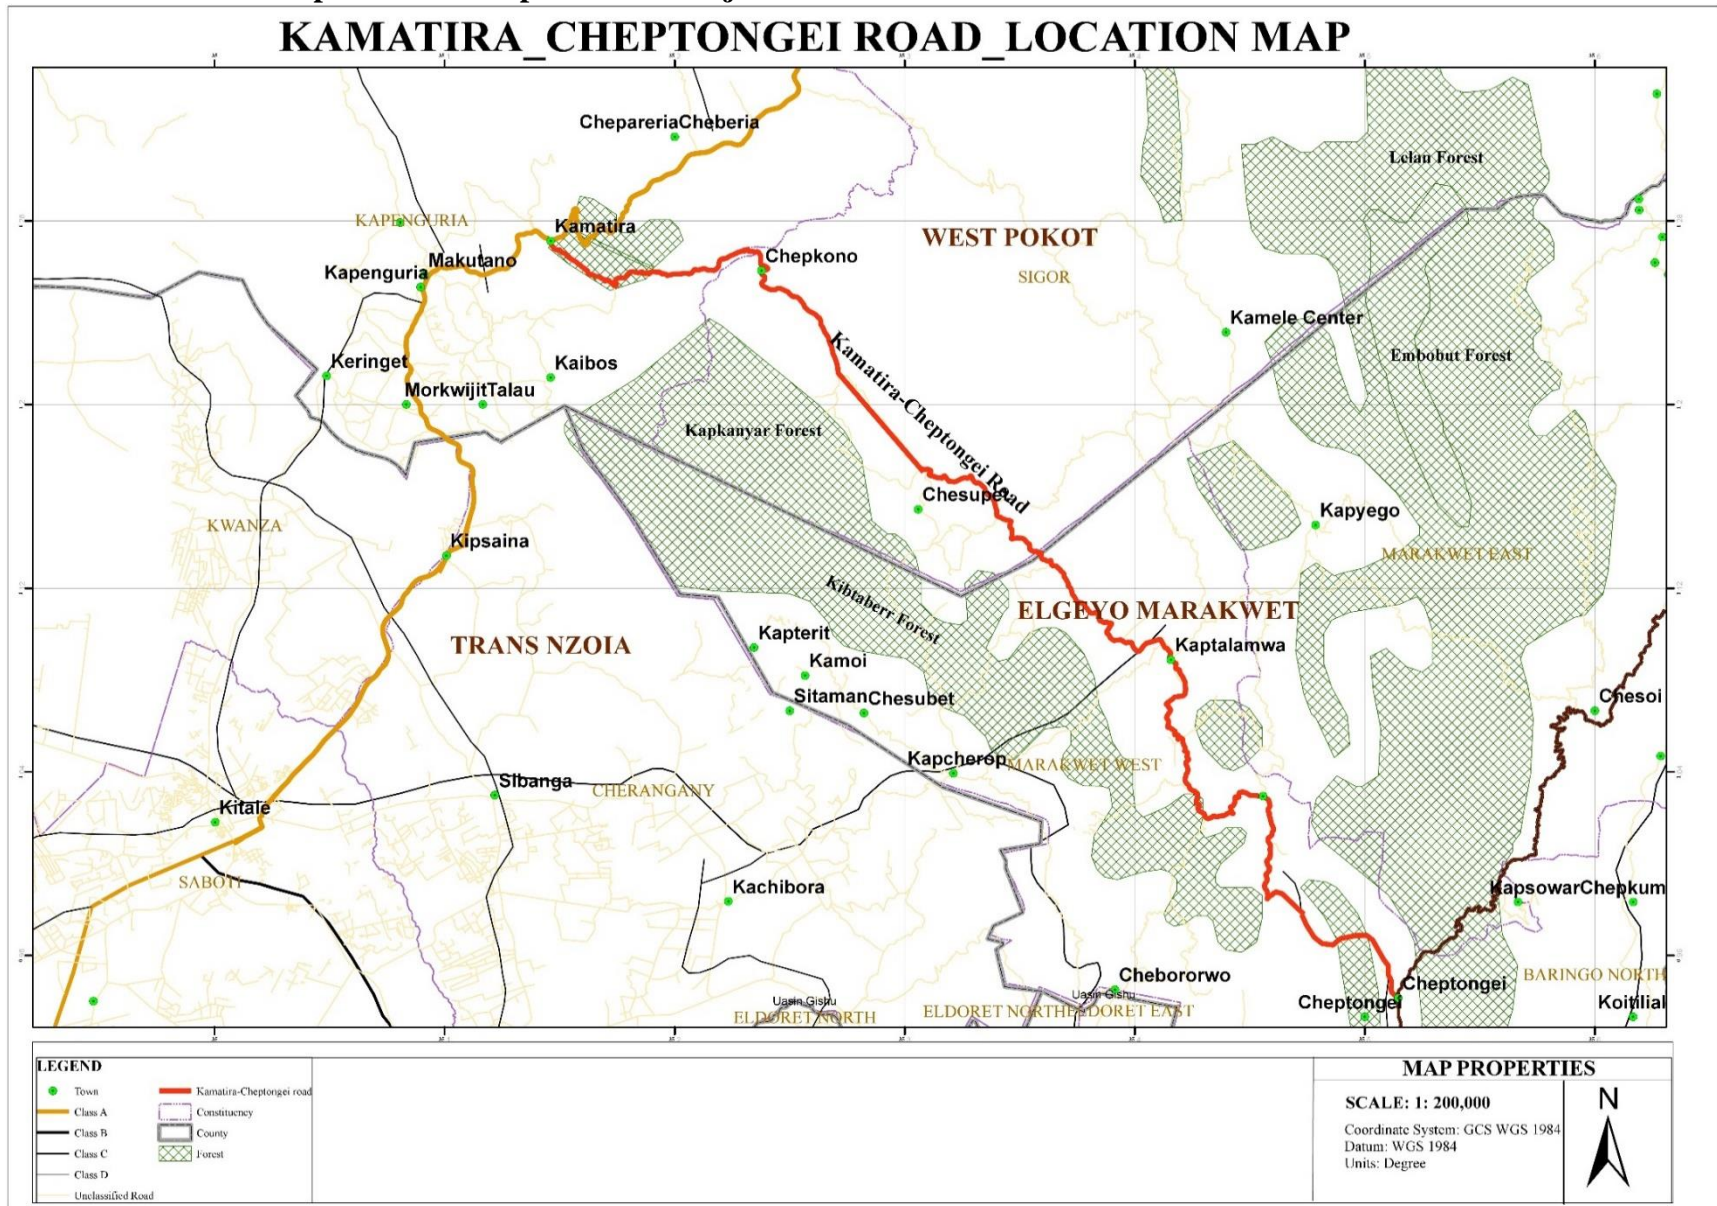 KAMATIRA_CHEPTONGEI ROAD_LOCATION MAP
ChepareriaCheberia
Lelan Forest
KAPENGURIA
Kamatira
WEST POKOT
Makutano
Chepkono
Kapenguria
SIGOR
Kamele Center
Keringet
Kaibos
Embobut Forest
MorkwijitTalau
Kamatira-Cheptongei Road
Kapkanyar Forest
Chesupet
Kapyego
KWANZA
Kipsaina
MARAKWET EAST
Kibtaberr Forest
ELGEYO MARAKWET
TRANS NZOIA
Kapterit
Kaptalamwa
Kamoi
Sitaman
Chesubet
Chesoi
Kapcherop
MARAKWET WEST
Sibanga
CHERANGANY
Kitale
SABOTI
Kachibora
KapsowarChepkum
Chebororwo
BARINGO NORTH
Cheptongei
Uasin Gishu
Uasin Gishu
Cheptongei
Koitilial
ELDORET NORTH
ELDORET NORTH
ELDORET EAST
LEGEND
Town
Class A
Class B
Class C
Class D
Unclassified Road
Kamatira-Cheptongei road
Constituency
County
Forest
MAP PROPERTIES
SCALE: 1: 200,000
Coordinate System: GCS WGS 1984
Datum: WGS 1984
Units: Degree
N